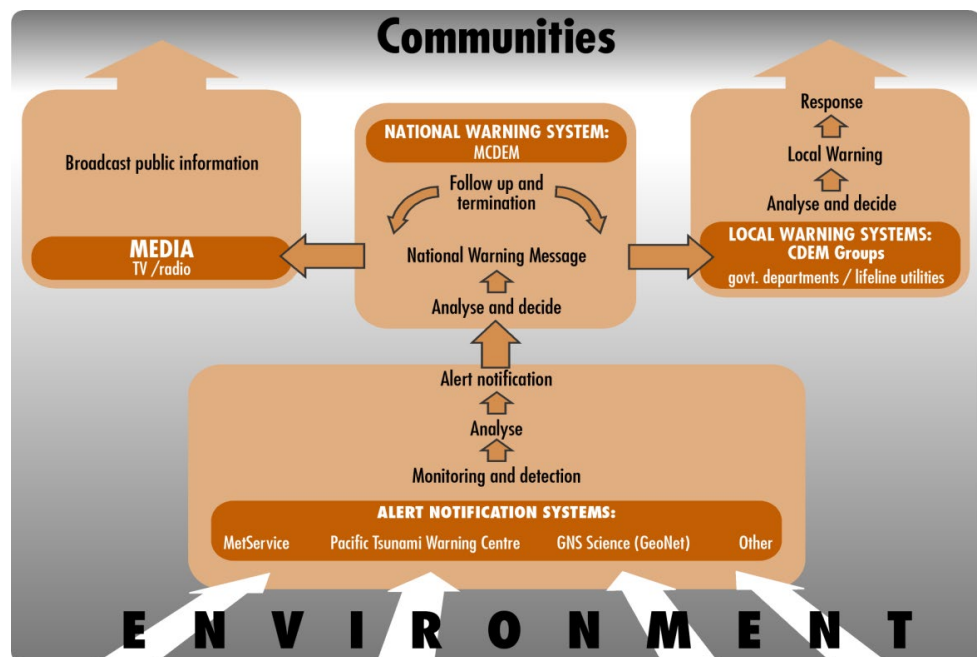 Communities
Broadcast public information
MEDIA
TV /radio
NATIONAL WARNING SYSTEM:
MCDEM
Follow up and
termination
National Warning Message
Analyse and decide
Response
Local Warning
Analyse and decide
LOCAL WARNING SYSTEMS:
CDEM Groups
govt. departments / lifeline utilities
Alert notification
Analyse
Monitoring and detection
ALERT NOTIFICATION SYSTEMS:
MetService Pacific Tsunami Warning Centre GNS Science (GeoNet) Other
ENVIRONMENT